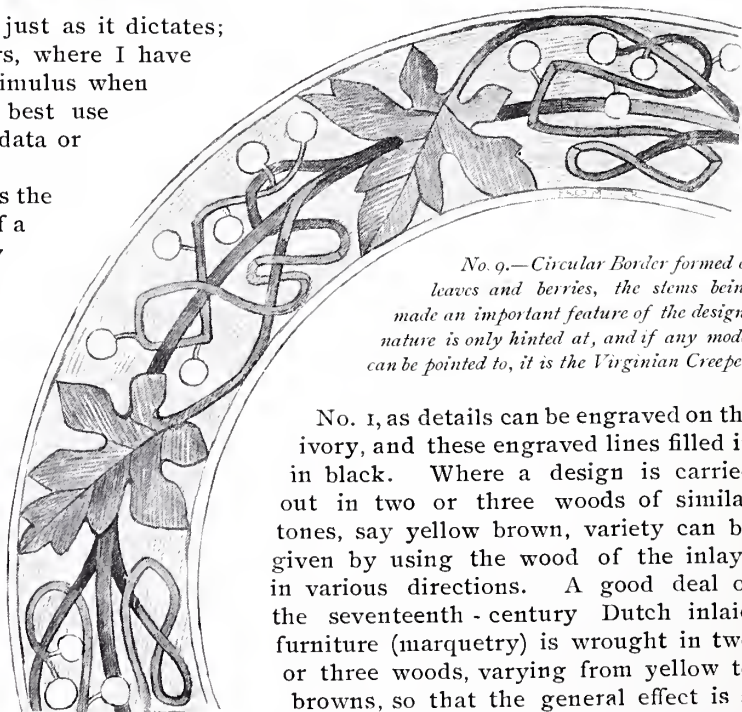 just as it dictates;
rs, where I have
imulus when
best use
data or
s the
f a
y
No. 9.—Circular Border formed o
leaves and berries, the stems bein
made an important feature of the design
nature is only hinted at, and if any mod
can be pointed to, it is the Virginian Creepe
No. 1, as details can be engraved on th
ivory, and these engraved lines filled i
in black. Where a design is carrie
out in two or three woods of simila
tones, say yellow brown, variety can b
given by using the wood of the inlay
in various directions. A good deal o
the seventeenth-century Dutch inlaid
furniture (marquetry) is wrought in tw
or three woods, varying from yellow t
browns, so that the general effect is a